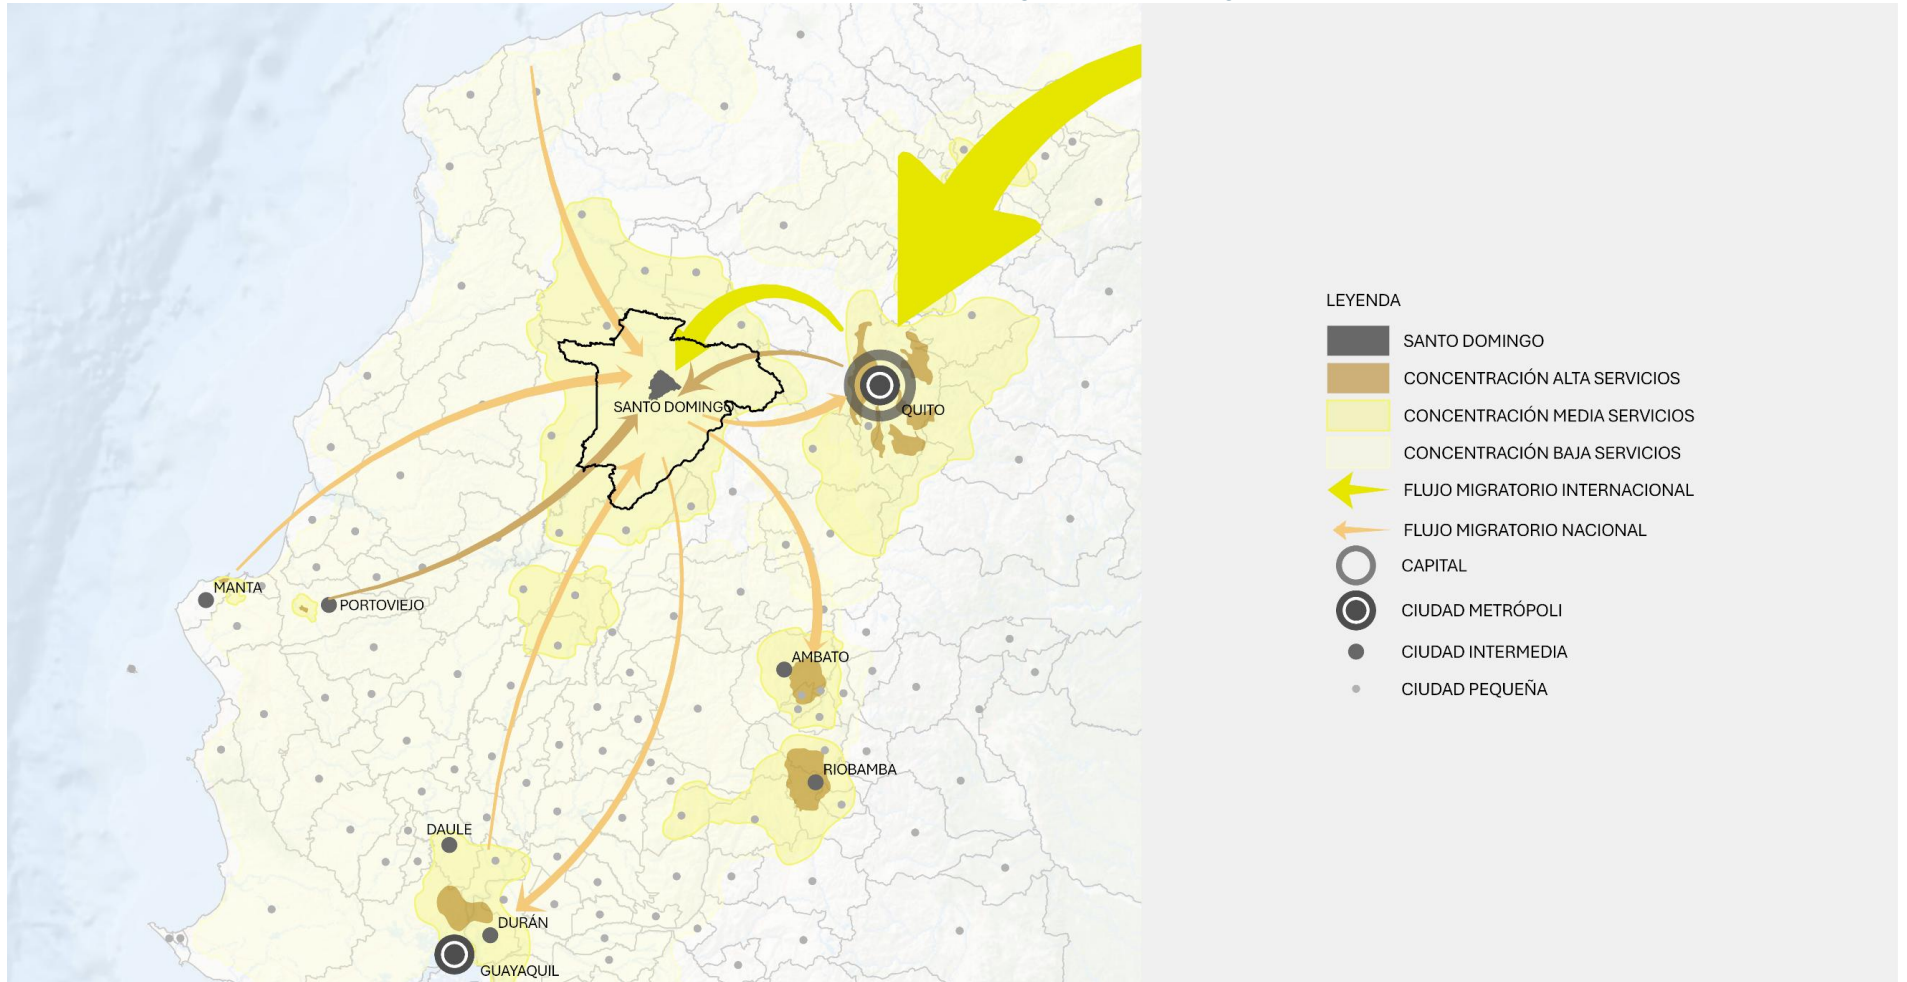 SANTO DOMINGO
QUITO
MANTA
PORTOVIEJO
AMBATO
RIOBAMBA
DAULE
DURÁN
GUAYAQUIL
LEYENDA
SANTO DOMINGO
CONCENTRACIÓN ALTA SERVICIOS
CONCENTRACIÓN MEDIA SERVICIOS
CONCENTRACIÓN BAJA SERVICIOS
FLUJO MIGRATORIO INTERNACIONAL
FLUJO MIGRATORIO NACIONAL
CAPITAL
CIUDAD METRÓPOLI
CIUDAD INTERMEDIA
CIUDAD PEQUEÑA